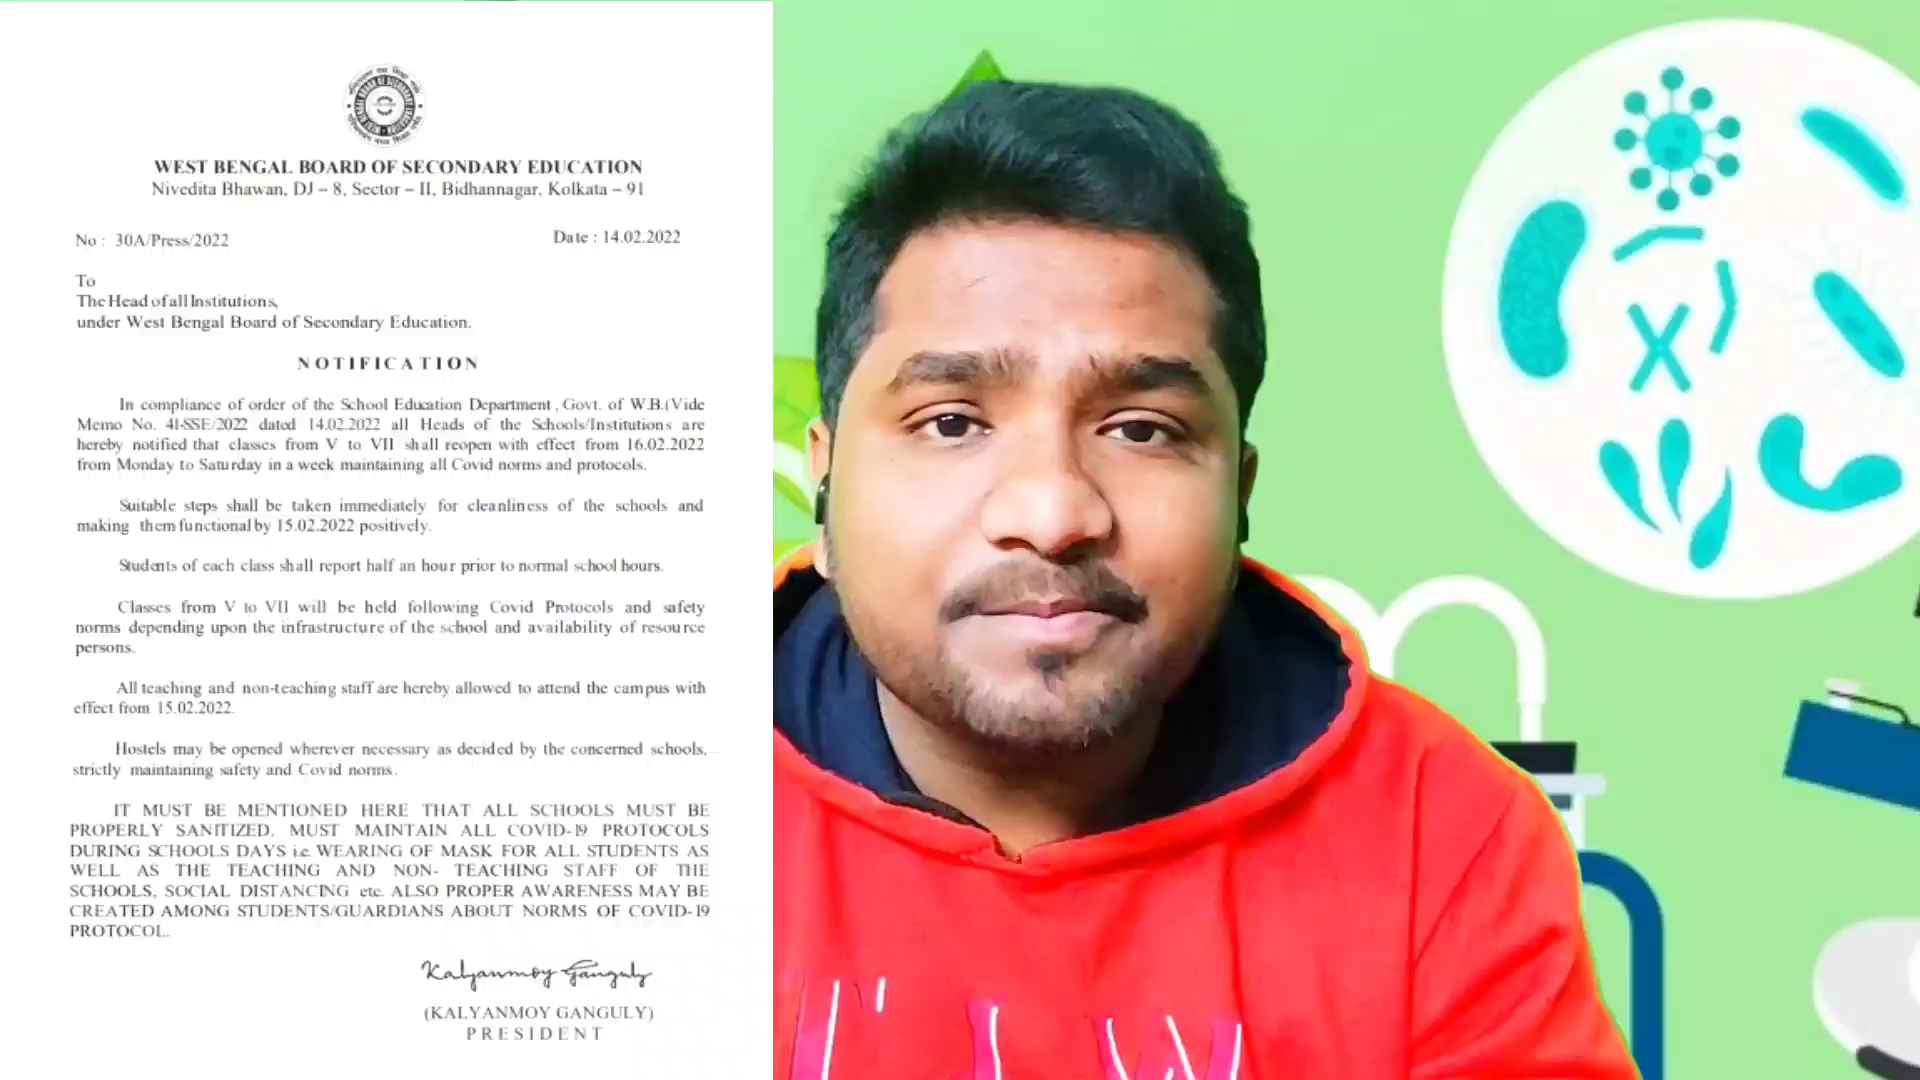 WEST BENGAL BOARD OF SECONDARY EDUCATION
Nivedita Bhawan, DJ – 8, Sector – II, Bidhannagar, Kolkata – 91
No : 30A/Press/2022
Date : 14.02.2022
To
The Head of all Institutions,
under West Bengal Board of Secondary Education.
NOTIFICATION
In compliance of order of the School Education Department, Govt. of W.B.(Vide
Memo No. 41-SSE/2022 dated 14.02.2022 all Heads of the Schools/Institutions are
hereby notified that classes from V to VII shall reopen with effect from 16.02.2022
from Monday to Saturday in a week maintaining all Covid norms and protocols.
Suitable steps shall be taken immediately for cleanliness of the schools and
making them functional by 15.02.2022 positively.
Students of each class shall report half an hour prior to normal school hours.
Classes from V to VII will be held following Covid Protocols and safety
norms depending upon the infrastructure of the school and availability of resource
persons.
All teaching and non-teaching staff are hereby allowed to attend the campus with
effect from 15.02.2022.
Hostels may be opened wherever necessary as decided by the concerned schools,
strictly maintaining safety and Covid norms.
IT MUST BE MENTIONED HERE THAT ALL SCHOOLS MUST BE
PROPERLY SANITIZED, MUST MAINTAIN ALL COVID-19 PROTOCOLS
DURING SCHOOLS DAYS i.e. WEARING OF MASK FOR ALL STUDENTS AS
WELL AS THE TEACHING AND NON- TEACHING STAFF OF THE
SCHOOLS, SOCIAL DISTANCING etc. ALSO PROPER AWARENESS MAY BE
CREATED AMONG STUDENTS/GUARDIANS ABOUT NORMS OF COVID-19
PROTOCOL.
Kalyanmoy Ganguly
(KALYANMOY GANGULY)
PRESIDENT